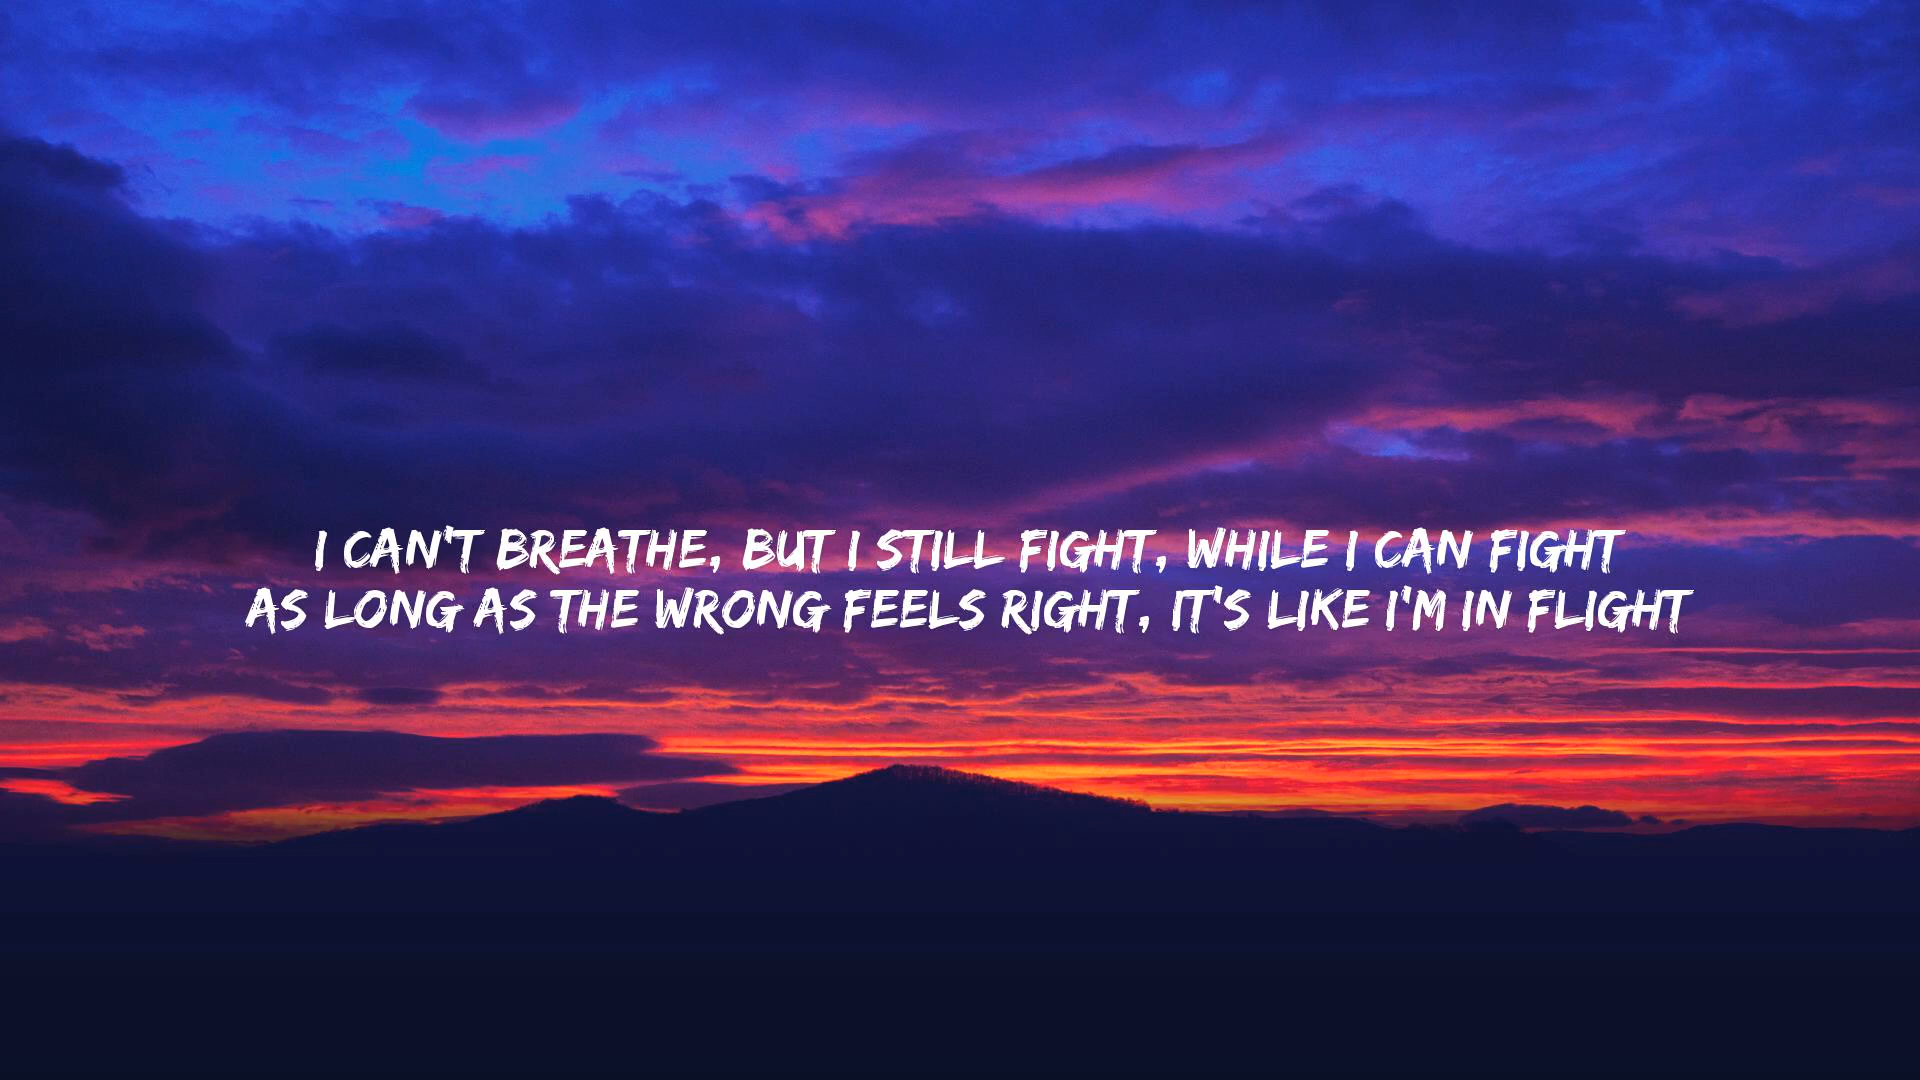 I CAN'T BREATHE, BUT I STILL FIGHT, WHILE I CAN FIGHT
AS LONG AS THE WRONG FEELS RIGHT, IT'S LIKE I'M IN FLIGHT